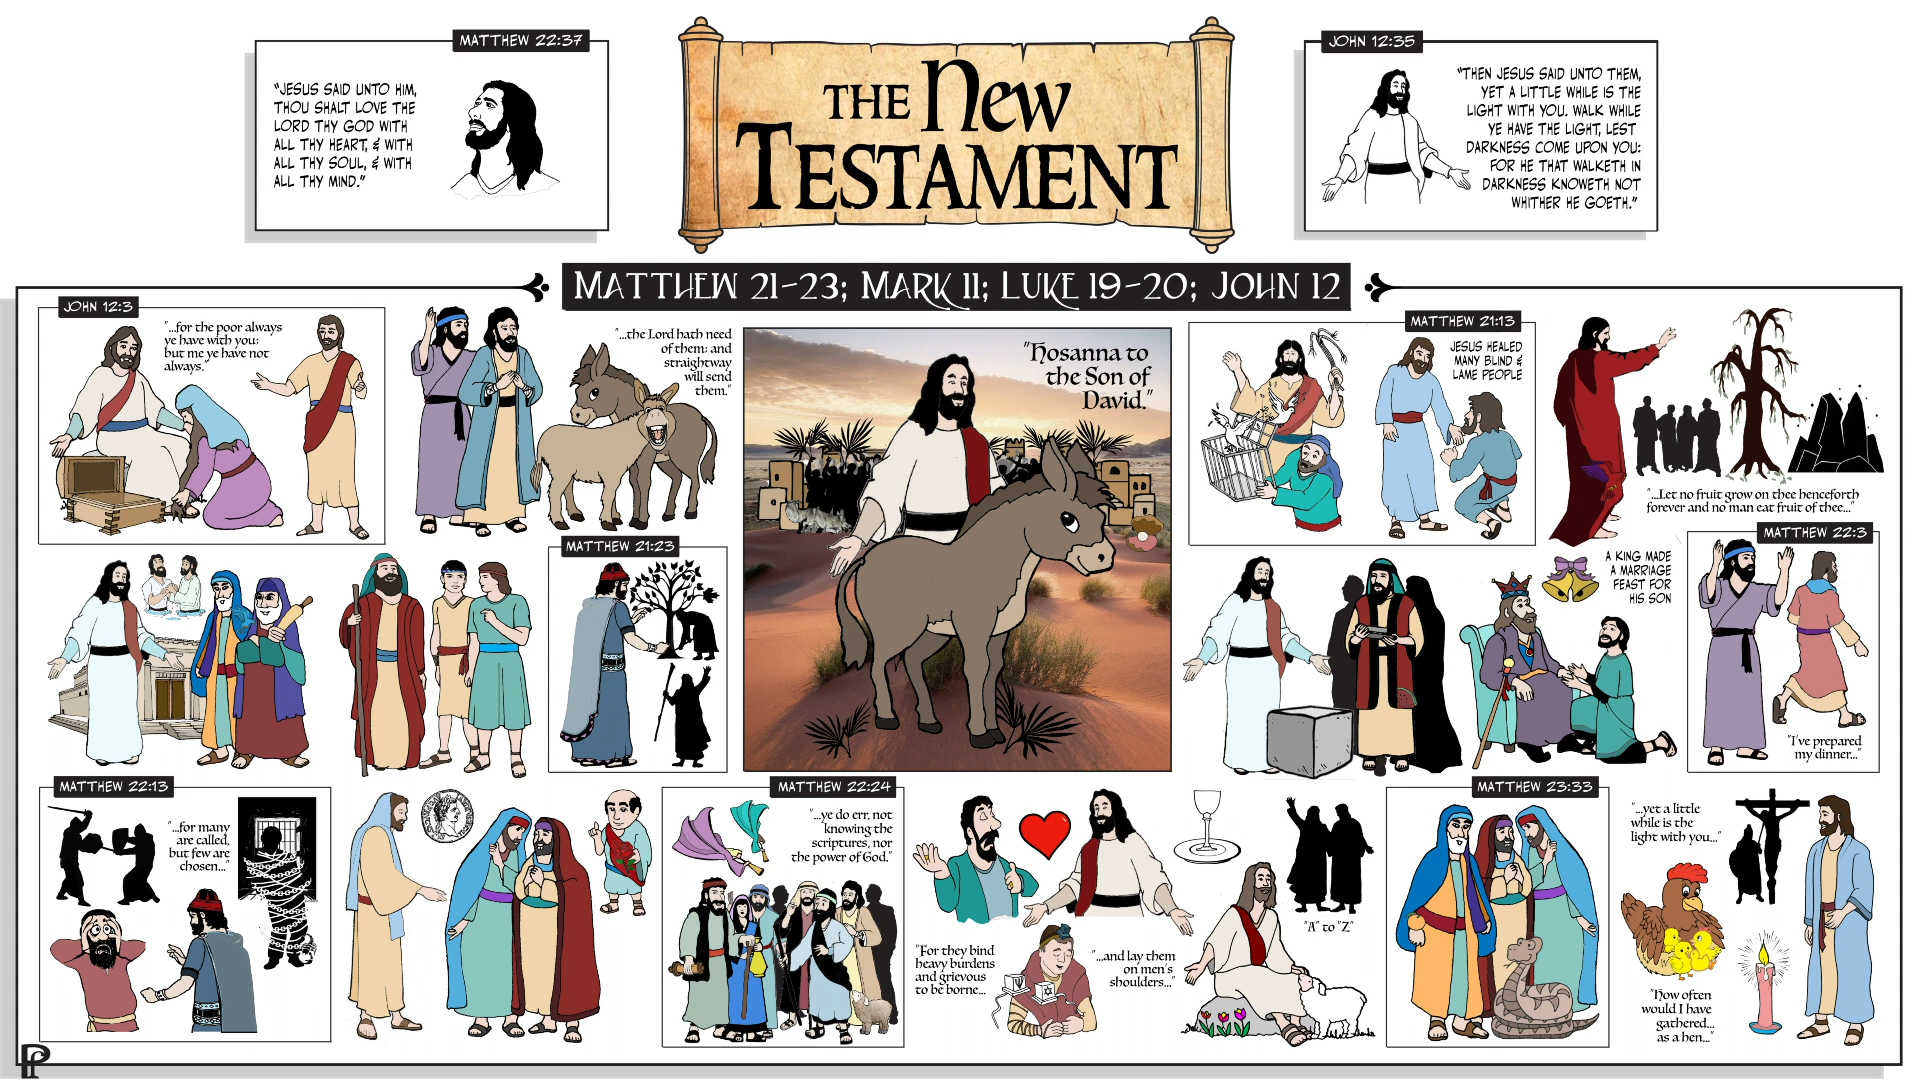 MATTHEW 22:37
"JESUS SAID UNTO HIM,
THOU SHALT LOVE THE
LORD THY GOD WITH
ALL THY HEART, & WITH
ALL THY SOUL, & WITH
ALL THY MIND."
THE New
TESTAMENT
JOHN 12:35
"THEN JESUS SAID UNTO THEM,
YET A LITTLE WHILE IS THE
LIGHT WITH YOU. WALK WHILE
YE HAVE THE LIGHT, LEST
DARKNESS COME UPON YOU:
FOR HE THAT WALKETH IN
DARKNESS KNOWETH NOT
WHITHER HE GOETH."
MATTHEW 21-23; MARK 11; LUKE 19-20; JOHN 12
JOHN 12:3
"...for the poor always
ye have with you;
but me ye have not
always."
"...the Lord hath need
of them; and
straightway
will send
them."
"Hosanna to
the Son of
David."
MATTHEW 21:13
JESUS HEALED
MANY BLIND &
LAME PEOPLE
"...Let no fruit grow on thee henceforth
forever and no man eat fruit of thee..."
MATTHEW 21:23
A KING MADE
A MARRIAGE
FEAST FOR
HIS SON
MATTHEW 22:3
"I've prepared
my dinner..."
MATTHEW 22:13
"...for many
are called,
but few are
chosen..."
MATTHEW 22:24
"...ye do err, not
knowing the
scriptures, nor
the power of God."
"For they bind
heavy burdens
and grievous
to be borne...
"...and lay them
on men's
shoulders..."
"A" to "Z"
MATTHEW 23:33
"...yet a little
while is the
light with you..."
"How often
would I have
gathered...
as a hen..."